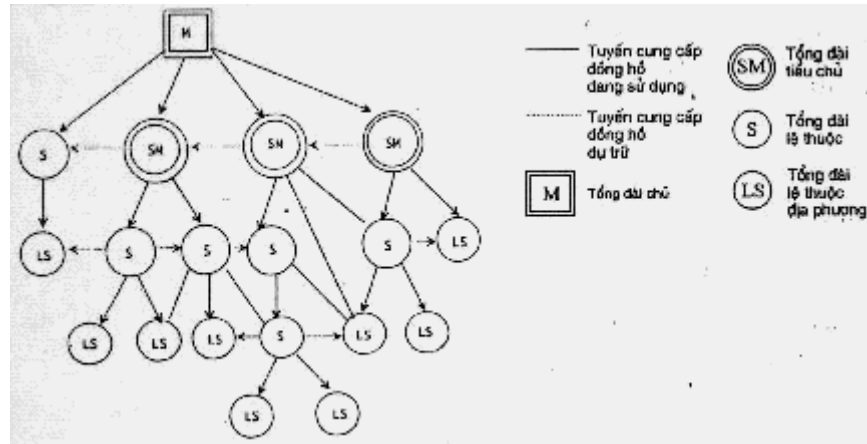 M
S
SM
SM
SM
LS
S
S
S
S
LS
LS
LS
LS
S
LS
LS
LS
LS
Tuyến cung cấp
đồng hồ
đang sử dụng
Tuyến cung cấp
đồng hồ
dự trữ
M
Tổng đài chủ
SM
Tổng đài
tiểu chủ
S
Tổng đài
lệ thuộc
LS
Tổng đài
lệ thuộc
địa phương